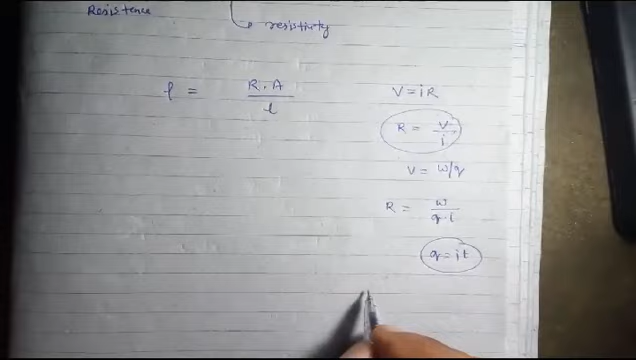 Resistence
resistivity
ρ = R.A / l
V = iR
R = V/i
V = W/q
R = W / q.i
q = it